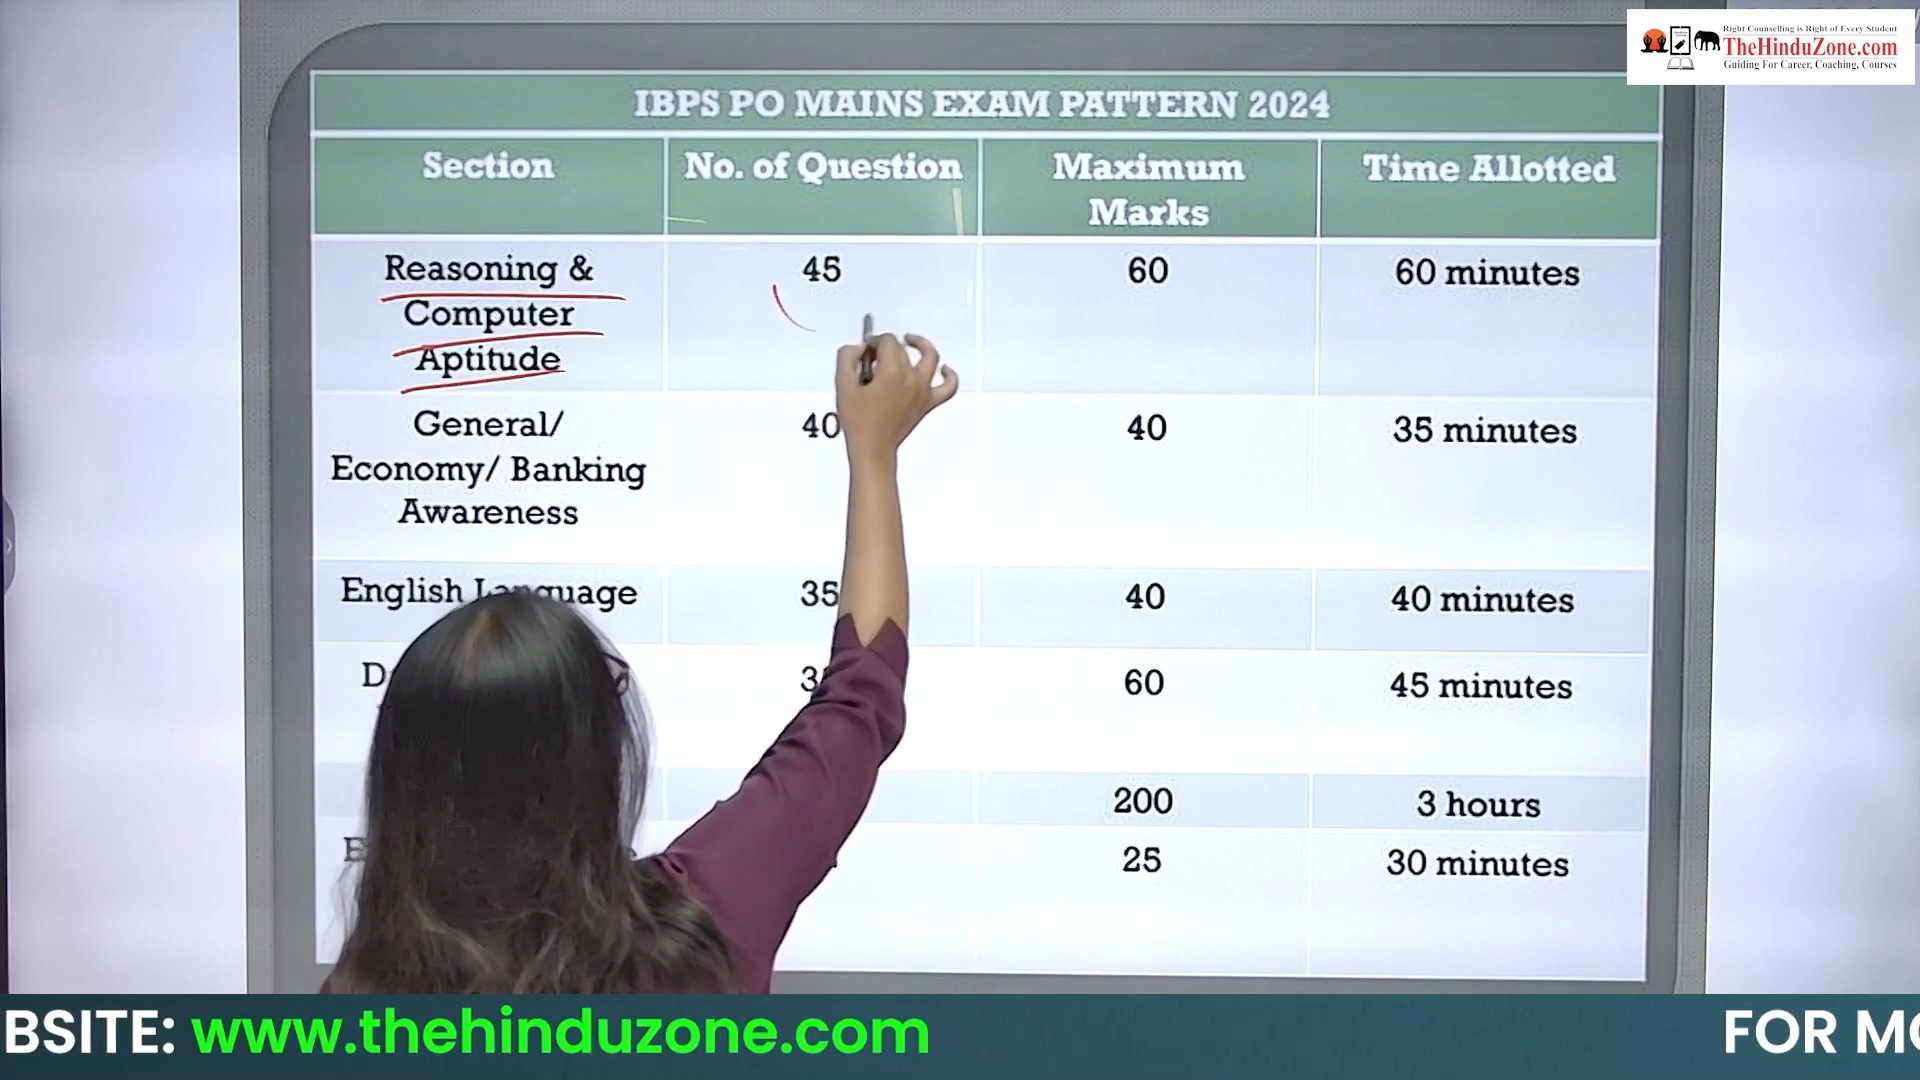 Right Counselling is Right of Every Student
TheHinduZone.com
Guiding For Career, Coaching, Courses
IBPS PO MAINS EXAM PATTERN 2024
Section No. of Question Maximum Marks Time Allotted
Reasoning & 45 60 60 minutes
Computer
Aptitude
General/ 40 40 35 minutes
Economy/ Banking
Awareness
English Language 35 40 40 minutes
60 45 minutes
200 3 hours
25 30 minutes
BSITE: www.thehinduzone.com FOR MO